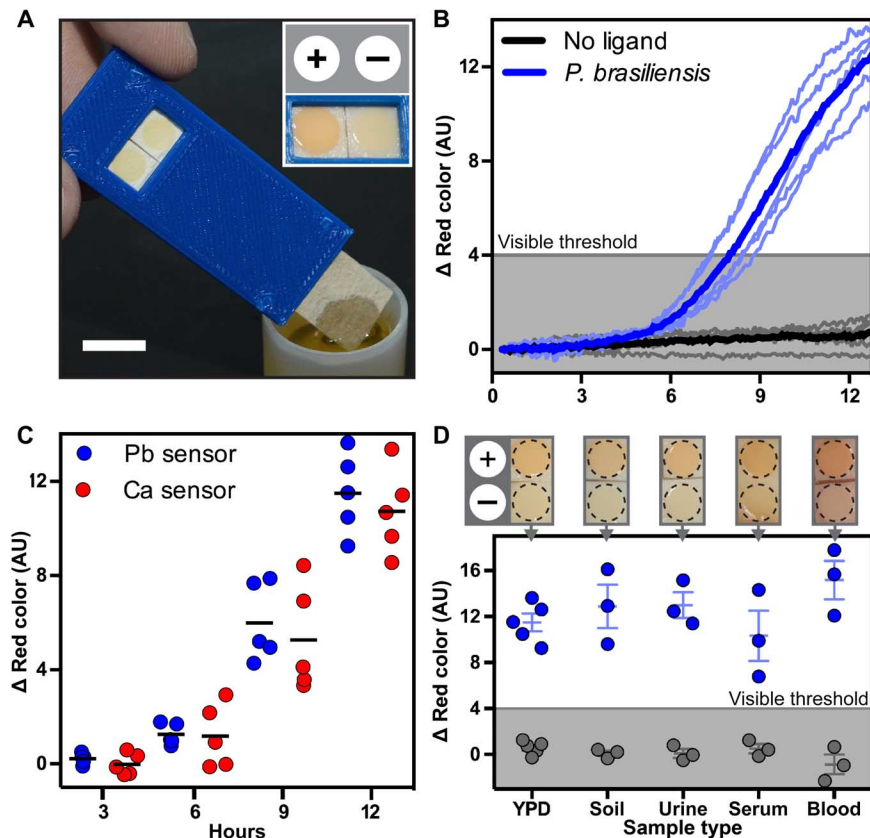 A
+ −
B
No ligand
P. brasiliensis
Δ Red color (AU)
12
8
4
0
Visible threshold
0 3 6 9 12
C
Pb sensor
Ca sensor
Δ Red color (AU)
12
8
4
0
3 6 9 12
Hours
D
+
−
Δ Red color (AU)
16
12
8
4
0
Visible threshold
YPD Soil Urine Serum Blood
Sample type